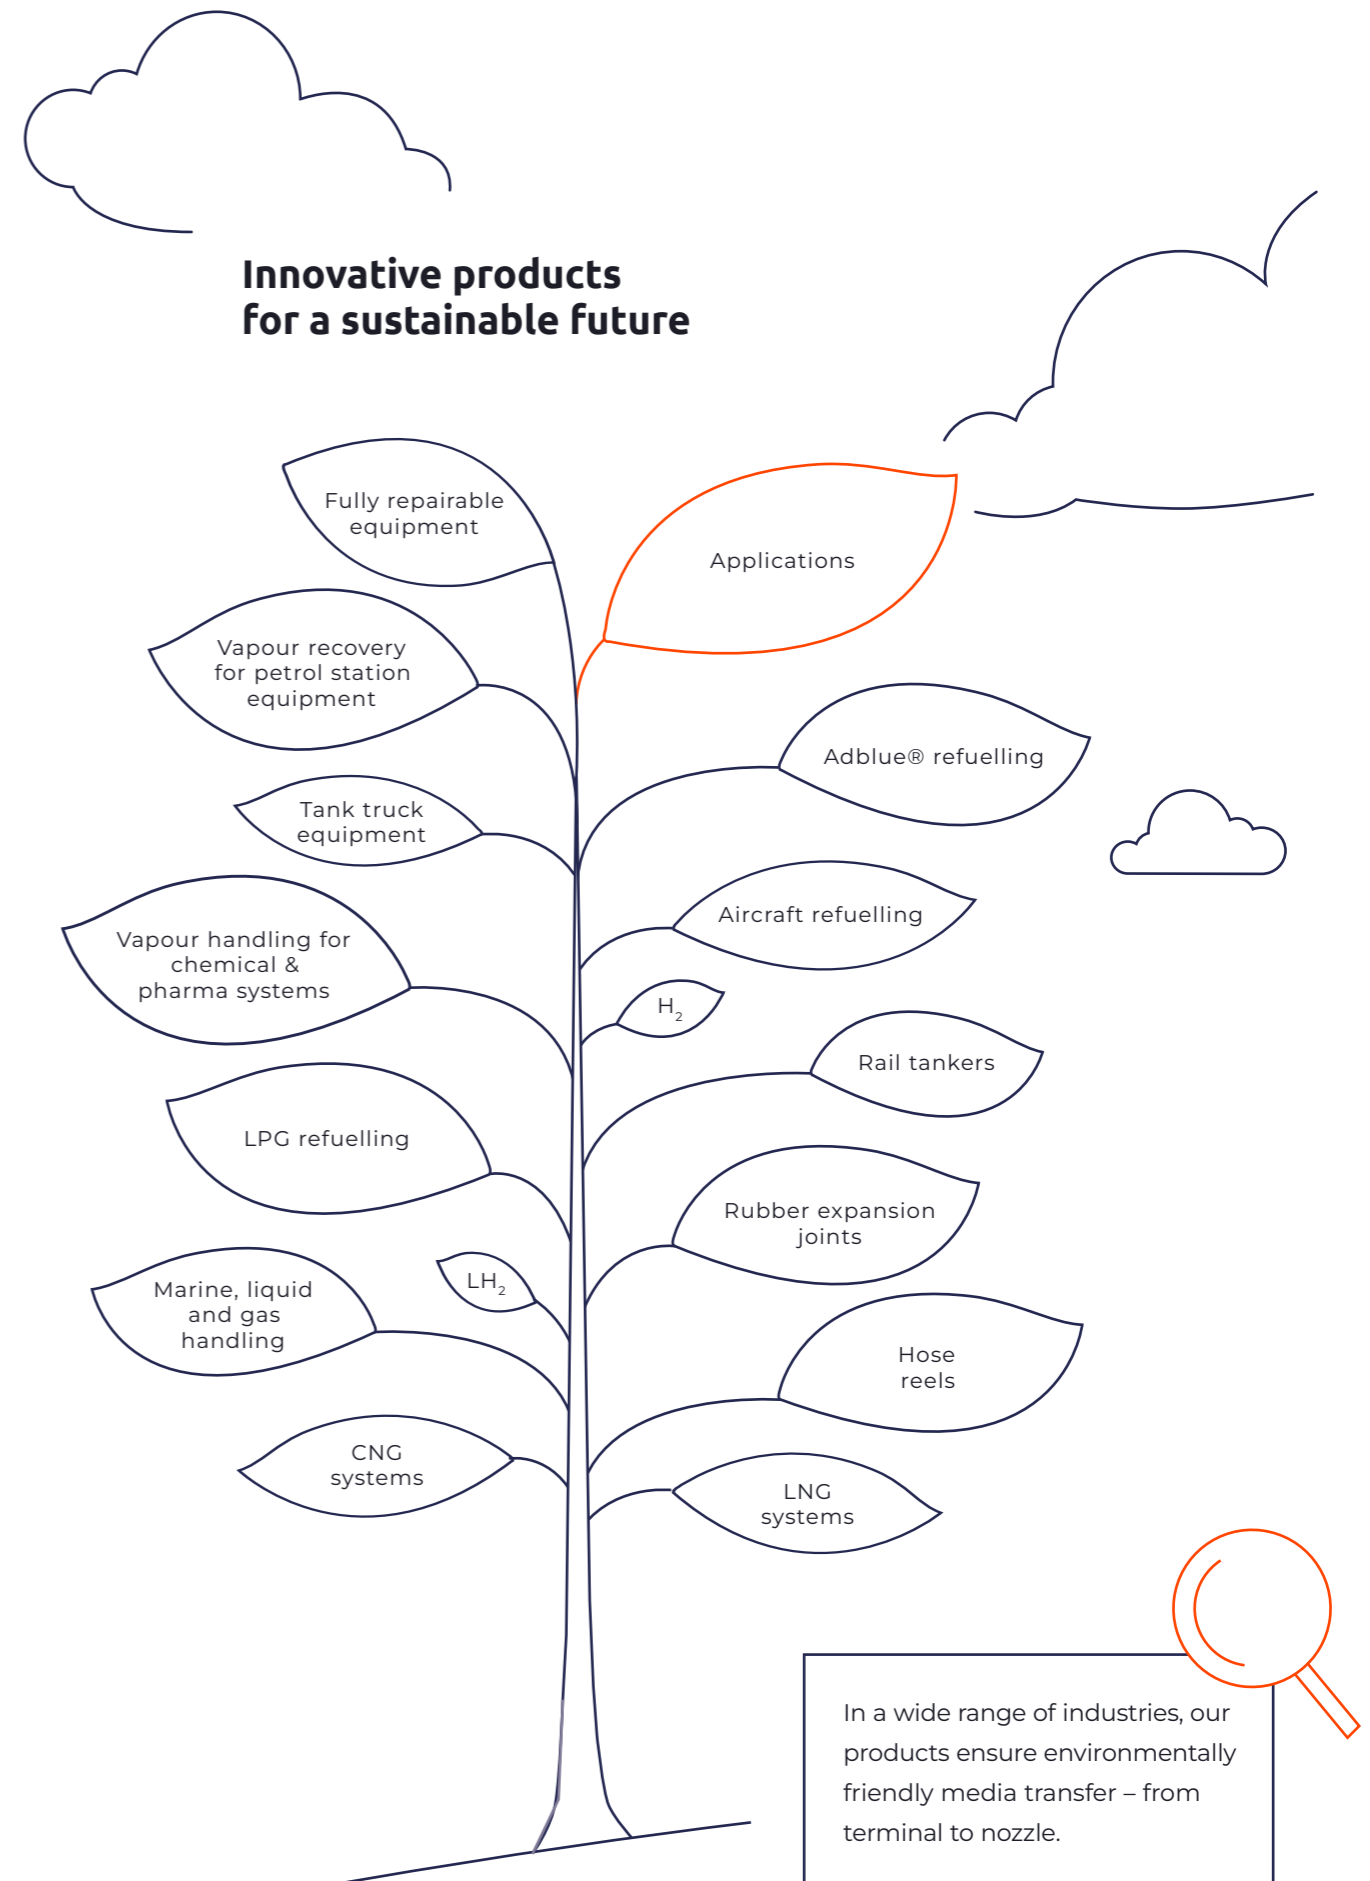 Innovative products
for a sustainable future
Fully repairable
equipment
Applications
Vapour recovery
for petrol station
equipment
Adblue® refuelling
Tank truck
equipment
Aircraft refuelling
Vapour handling for
chemical &
pharma systems
H₂
Rail tankers
LPG refuelling
Rubber expansion
joints
LH₂
Marine, liquid
and gas
handling
Hose
reels
CNG
systems
LNG
systems
In a wide range of industries, our
products ensure environmentally
friendly media transfer – from
terminal to nozzle.